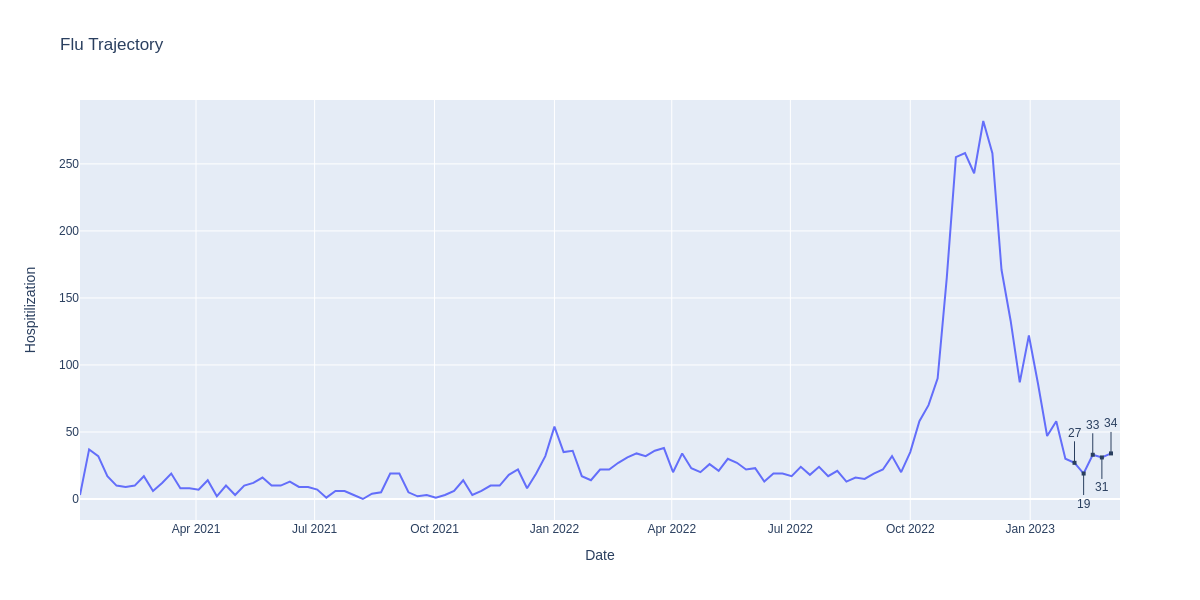 Flu Trajectory
Hospitilization
250
200
150
100
50
0
27
33
34
31
19
Apr 2021
Jul 2021
Oct 2021
Jan 2022
Apr 2022
Jul 2022
Oct 2022
Jan 2023
Date